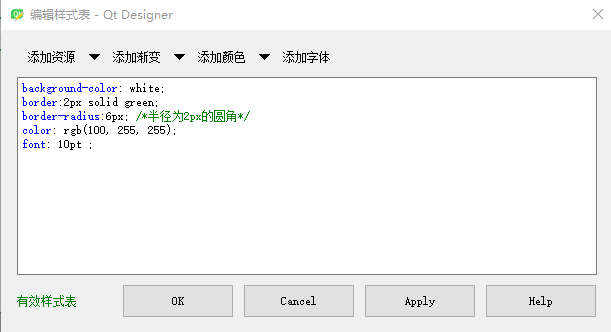 编辑样式表 - Qt Designer
添加资源 添加渐变 添加颜色 添加字体
background-color: white;
border:2px solid green;
border-radius:6px; /*半径为2px的圆角*/
color: rgb(100, 255, 255);
font: 10pt ;
有效样式表 OK Cancel Apply Help